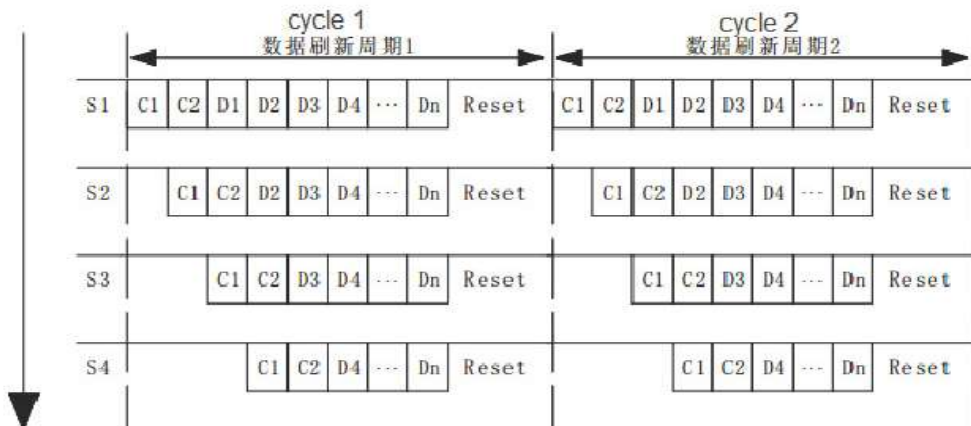 cycle 1 cycle 2
数据刷新周期1 数据刷新周期2
S1 C1 C2 D1 D2 D3 D4 ··· Dn Reset C1 C2 D1 D2 D3 D4 ··· Dn Reset
S2 C1 C2 D2 D3 D4 ··· Dn Reset C1 C2 D2 D3 D4 ··· Dn Reset
S3 C1 C2 D3 D4 ··· Dn Reset C1 C2 D3 D4 ··· Dn Reset
S4 C1 C2 D4 ··· Dn Reset C1 C2 D4 ··· Dn Reset